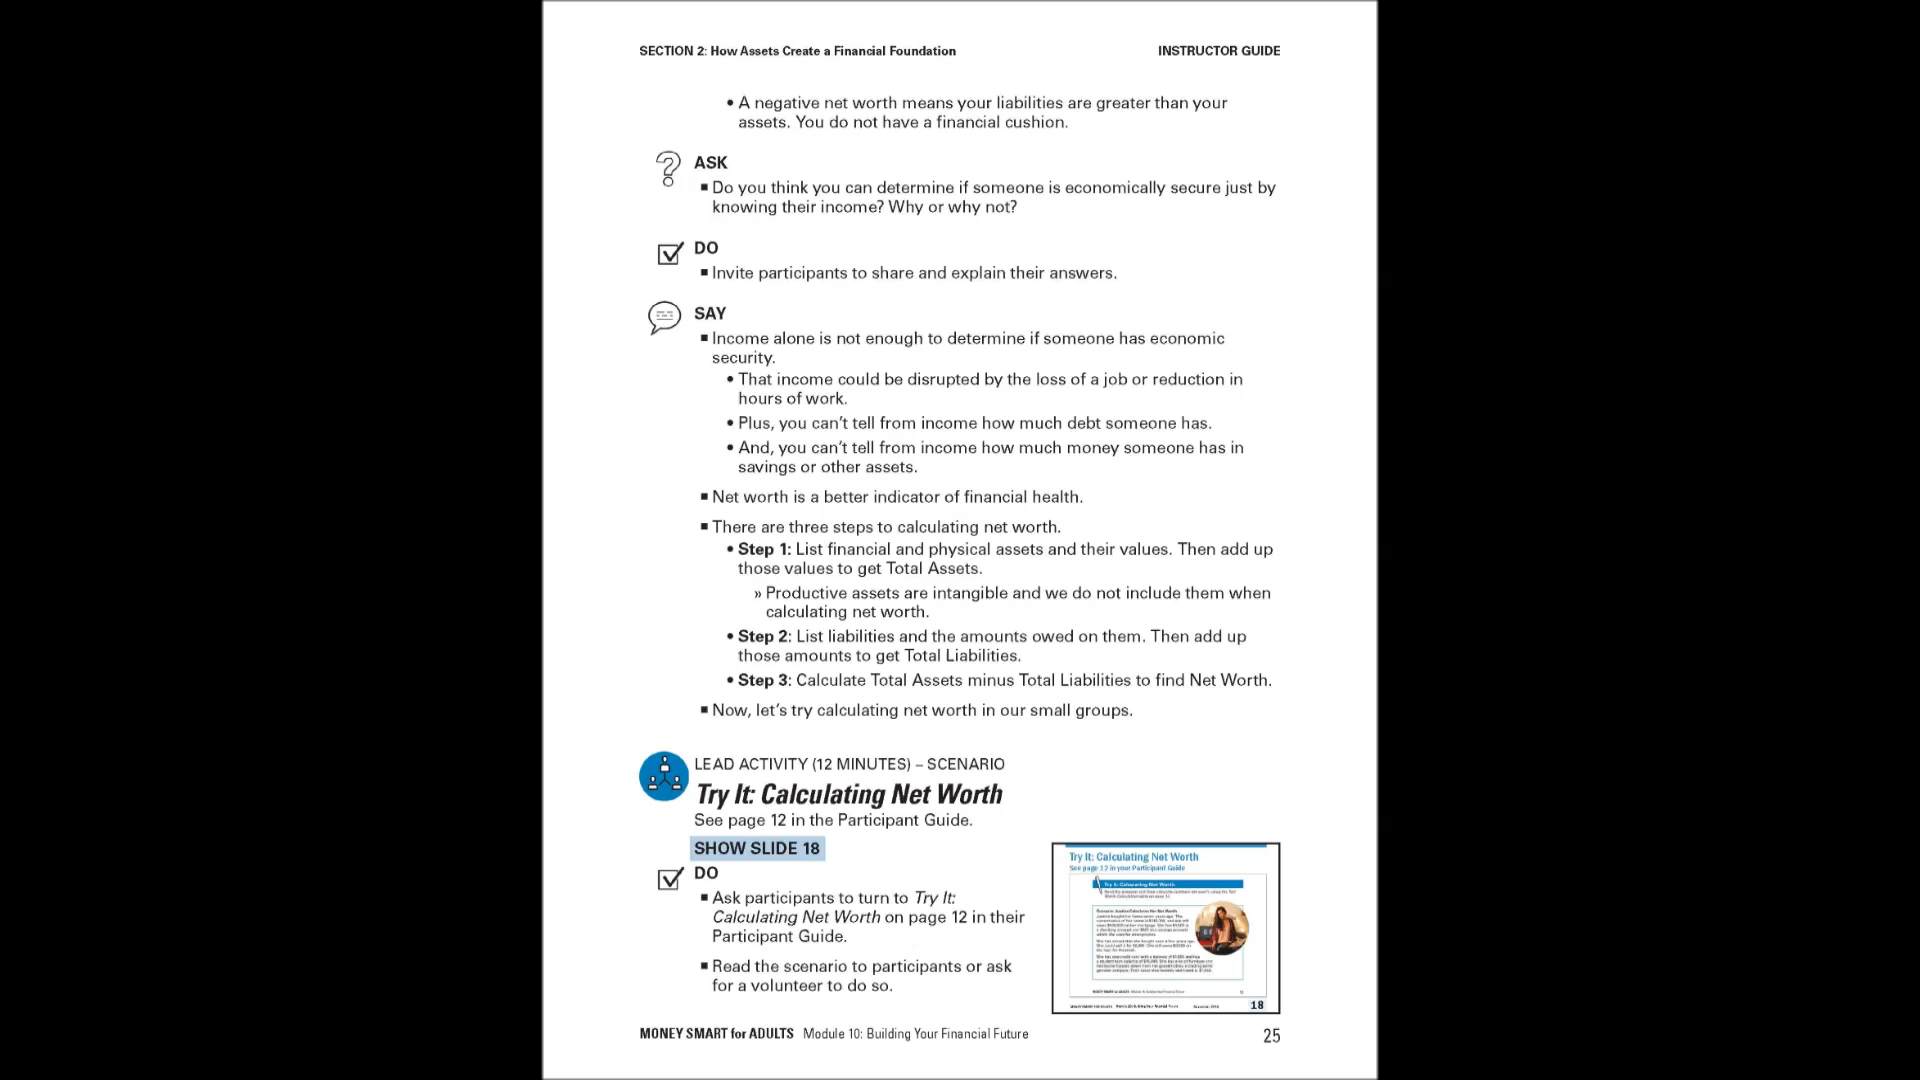 SECTION 2: How Assets Create a Financial Foundation
INSTRUCTOR GUIDE
• A negative net worth means your liabilities are greater than your
assets. You do not have a financial cushion.
ASK
■ Do you think you can determine if someone is economically secure just by
knowing their income? Why or why not?
DO
■ Invite participants to share and explain their answers.
SAY
■ Income alone is not enough to determine if someone has economic
security.
• That income could be disrupted by the loss of a job or reduction in
hours of work.
• Plus, you can't tell from income how much debt someone has.
• And, you can't tell from income how much money someone has in
savings or other assets.
■ Net worth is a better indicator of financial health.
■ There are three steps to calculating net worth.
• Step 1: List financial and physical assets and their values. Then add up
those values to get Total Assets.
» Productive assets are intangible and we do not include them when
calculating net worth.
• Step 2: List liabilities and the amounts owed on them. Then add up
those amounts to get Total Liabilities.
• Step 3: Calculate Total Assets minus Total Liabilities to find Net Worth.
■ Now, let's try calculating net worth in our small groups.
LEAD ACTIVITY (12 MINUTES) – SCENARIO
Try It: Calculating Net Worth
See page 12 in the Participant Guide.
SHOW SLIDE 18
DO
■ Ask participants to turn to Try It:
Calculating Net Worth on page 12 in their
Participant Guide.
■ Read the scenario to participants or ask
for a volunteer to do so.
Try It: Calculating Net Worth
See page 12 in your Participant Guide
Try It: Calculating Net Worth
18
MONEY SMART for ADULTS Module 10: Building Your Financial Future
25